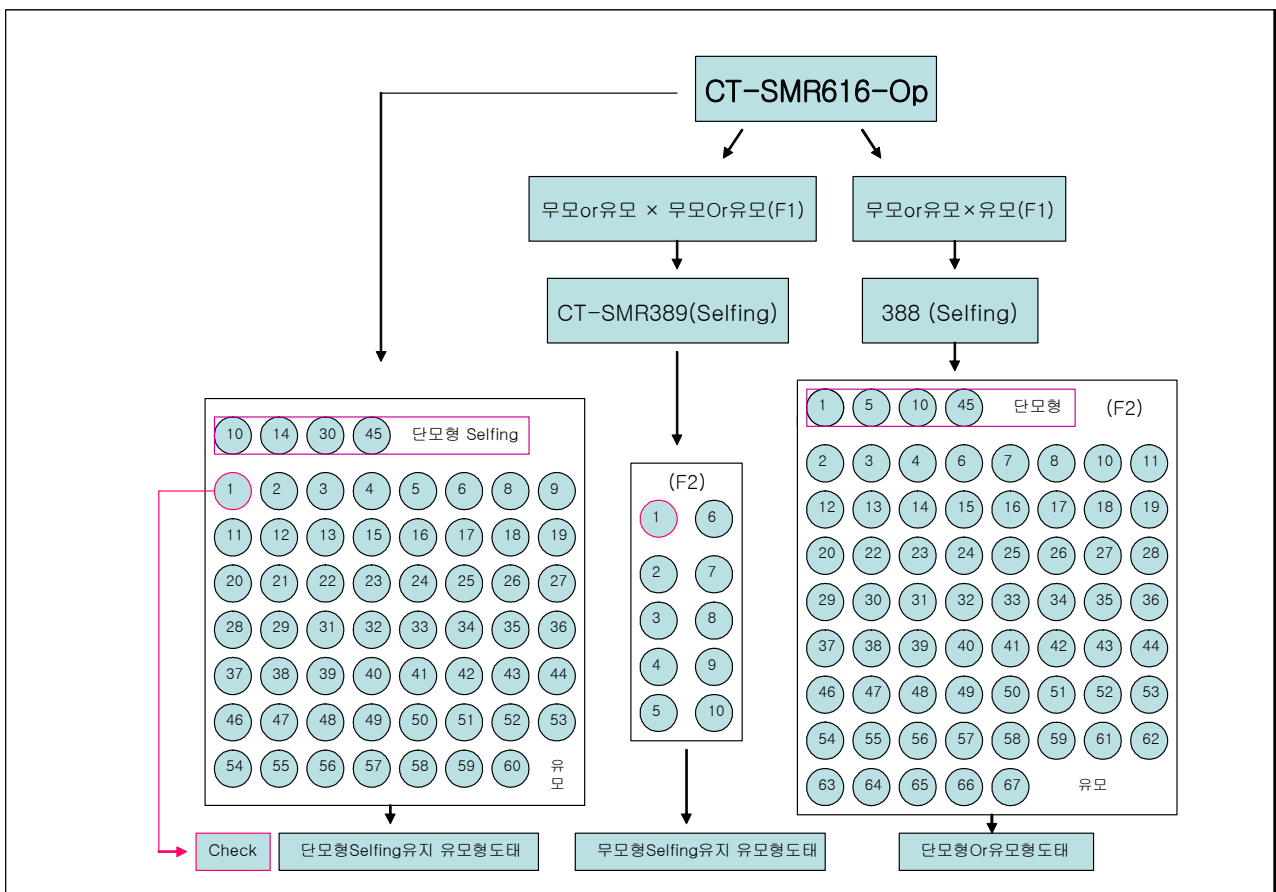 CT-SMR616-Op
무모or유모 × 무모Or유모(F1)
무모or유모×유모(F1)
CT-SMR389(Selfing)
388 (Selfing)
10 14 30 45 단모형 Selfing
1 2 3 4 5 6 8 9
11 12 13 15 16 17 18 19
20 21 22 23 24 25 26 27
28 29 31 32 33 34 35 36
37 38 39 40 41 42 43 44
46 47 48 49 50 51 52 53
54 55 56 57 58 59 60 유
모
(F2)
1 6
2 7
3 8
4 9
5 10
1 5 10 45 단모형 (F2)
2 3 4 6 7 8 10 11
12 13 14 15 16 17 18 19
20 22 23 24 25 26 27 28
29 30 31 32 33 34 35 36
37 38 39 40 41 42 43 44
46 47 48 49 50 51 52 53
54 55 56 57 58 59 61 62
63 64 65 66 67 유모
Check
단모형Selfing유지 유모형도태
무모형Selfing유지 유모형도태
단모형Or유모형도태